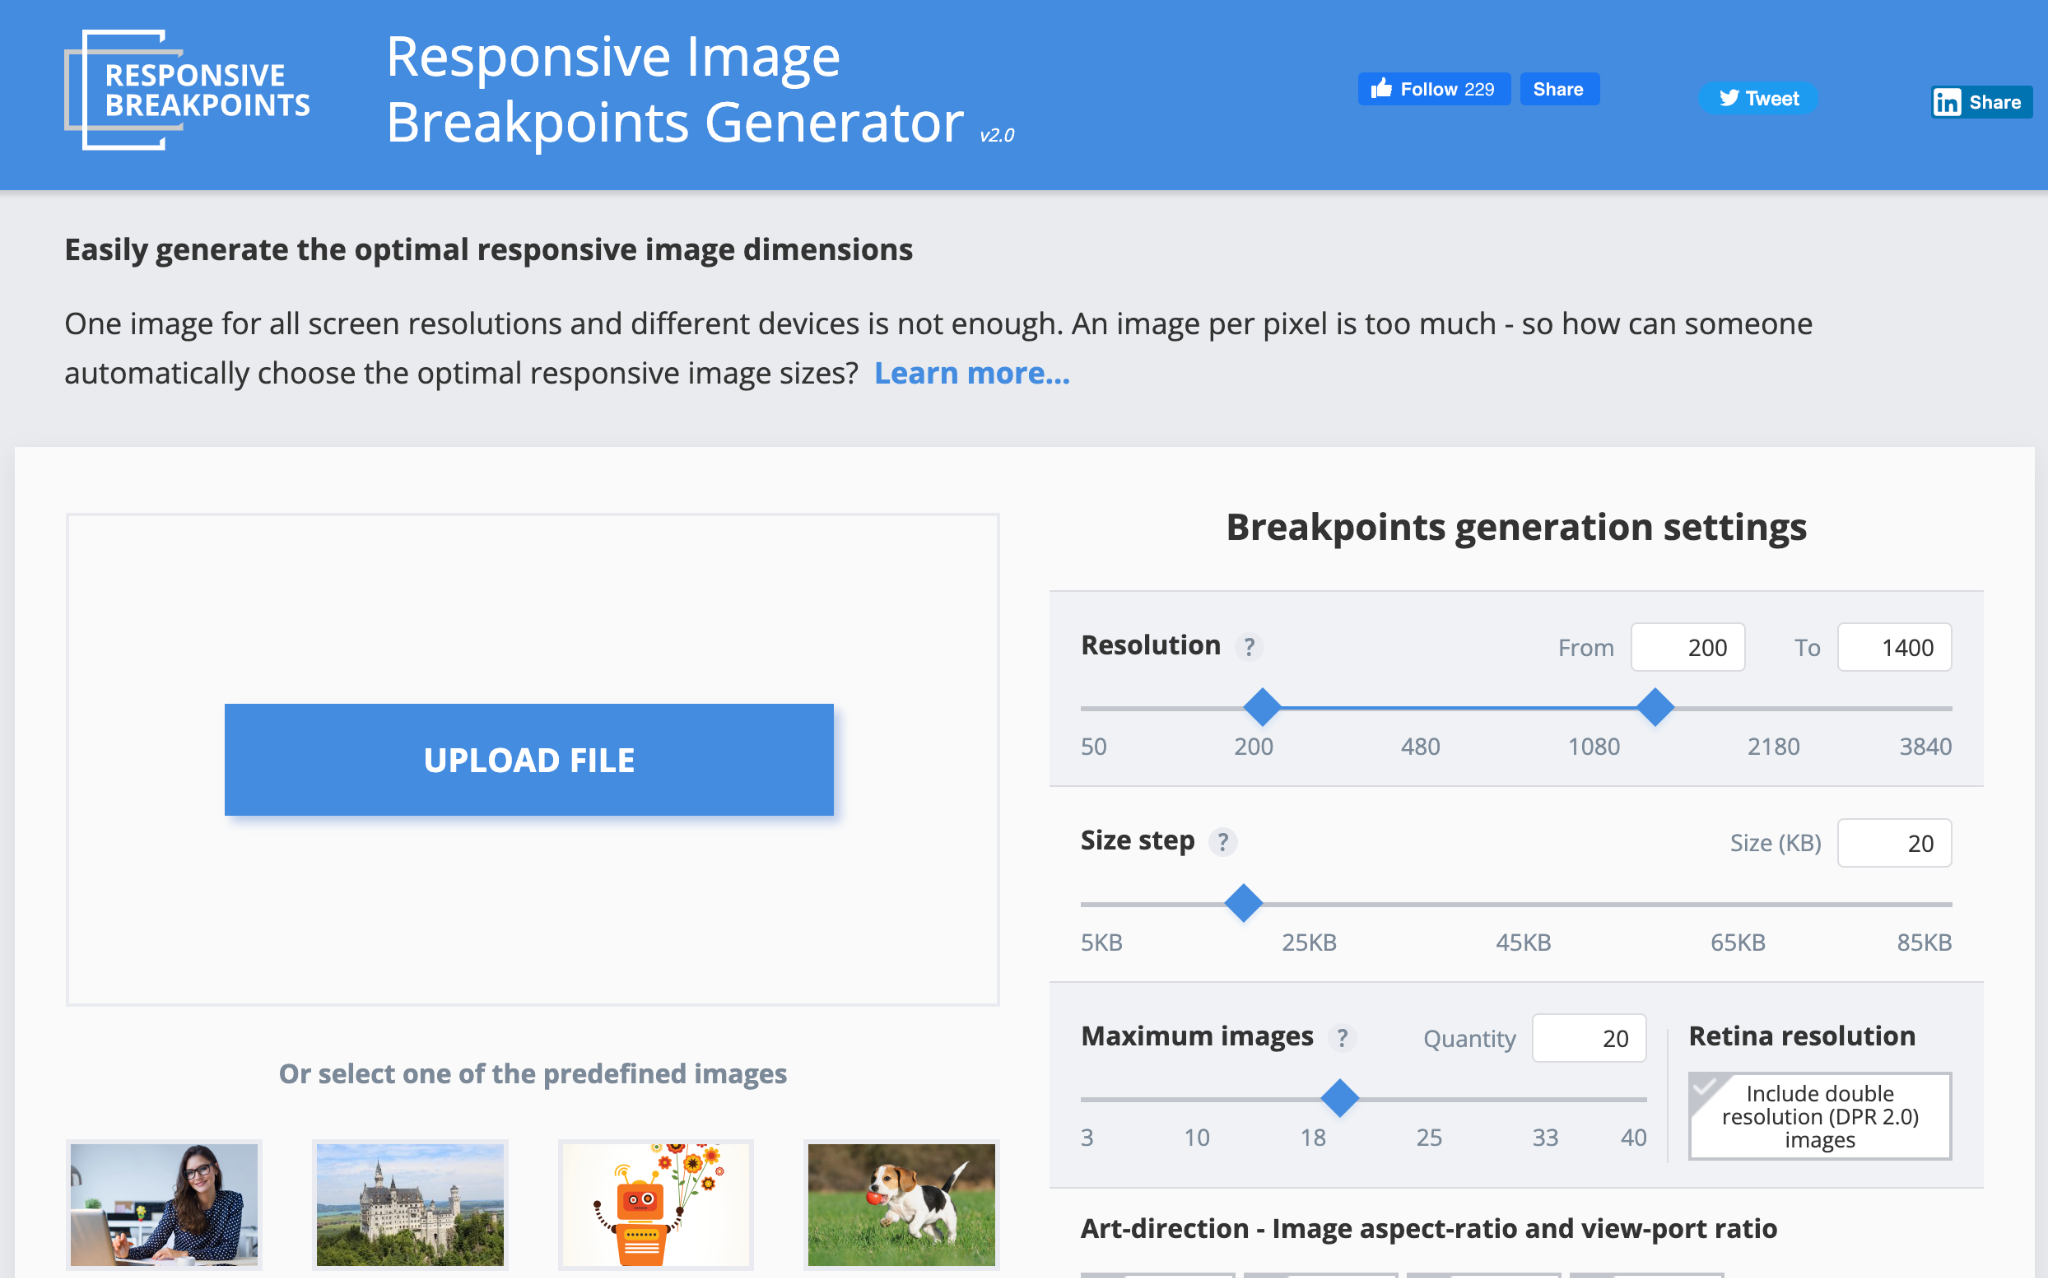 RESPONSIVE
BREAKPOINTS
Responsive Image
Breakpoints Generator v2.0
Follow 229
Share
Tweet
in Share
Easily generate the optimal responsive image dimensions
One image for all screen resolutions and different devices is not enough. An image per pixel is too much - so how can someone
automatically choose the optimal responsive image sizes? Learn more...
UPLOAD FILE
Or select one of the predefined images
Breakpoints generation settings
Resolution ? From 200 To 1400
50 200 480 1080 2180 3840
Size step ? Size (KB) 20
5KB 25KB 45KB 65KB 85KB
Maximum images ? Quantity 20
3 10 18 25 33 40
Retina resolution
Include double
resolution (DPR 2.0)
images
Art-direction - Image aspect-ratio and view-port ratio